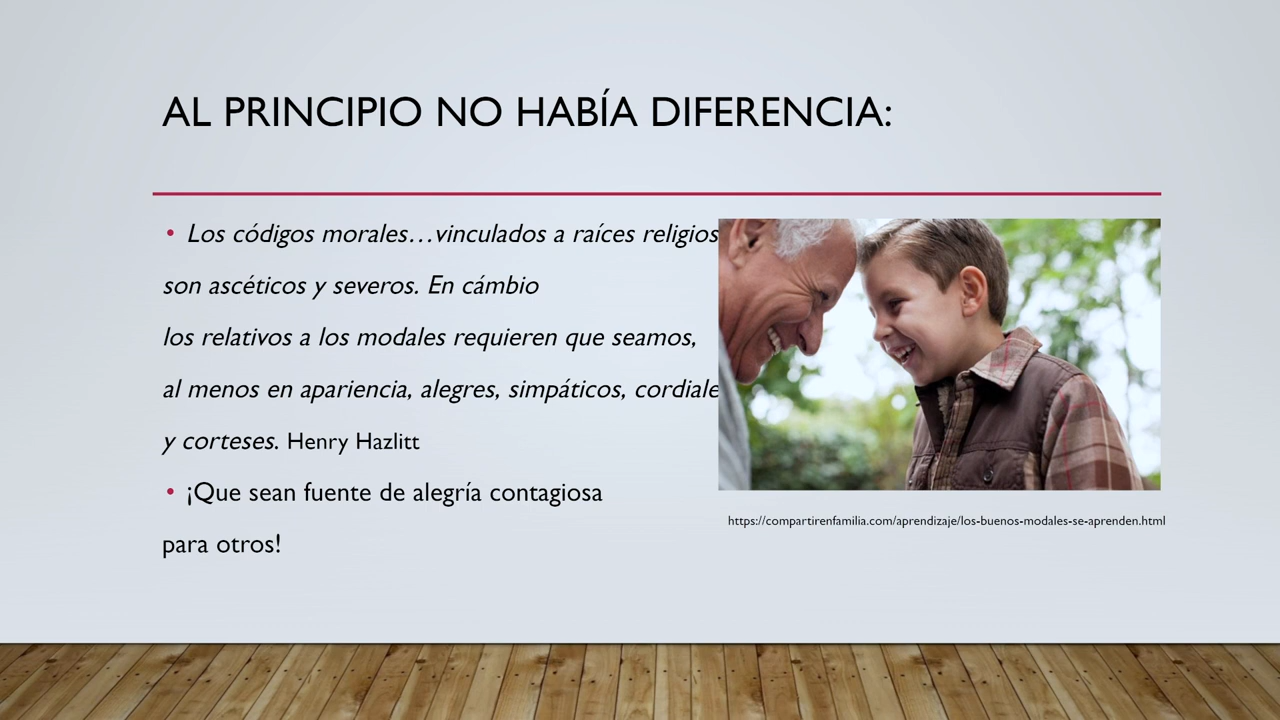 AL PRINCIPIO NO HABÍA DIFERENCIA:
• Los códigos morales…vinculados a raíces religios
son ascéticos y severos. En cámbio
los relativos a los modales requieren que seamos,
al menos en apariencia, alegres, simpáticos, cordiale
y corteses. Henry Hazlitt
• ¡Que sean fuente de alegría contagiosa
para otros!
https://compartirenfamilia.com/aprendizaje/los-buenos-modales-se-aprenden.html